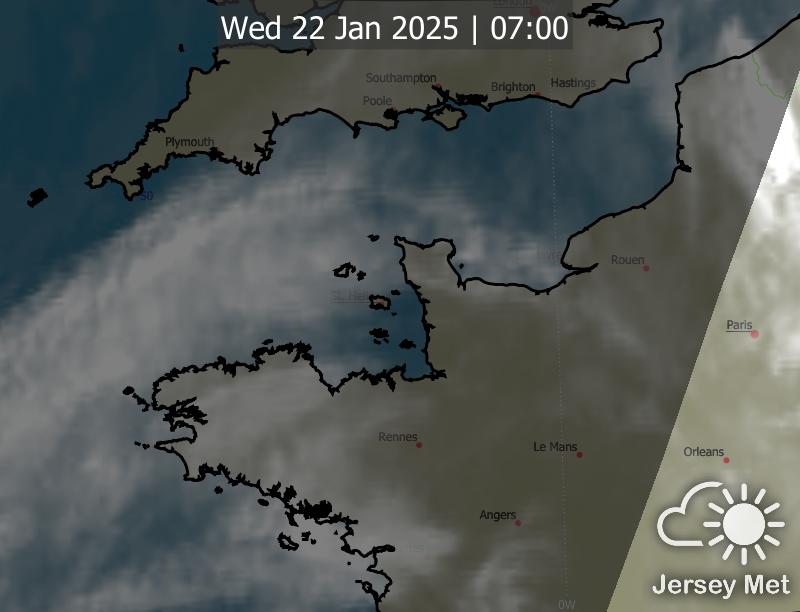 London
Wed 22 Jan 2025 | 07:00
Southampton
Brighton
Hastings
Poole
Plymouth
50
Rouen
St. Helier
Paris
Rennes
Le Mans
Orleans
Angers
0W
Jersey Met